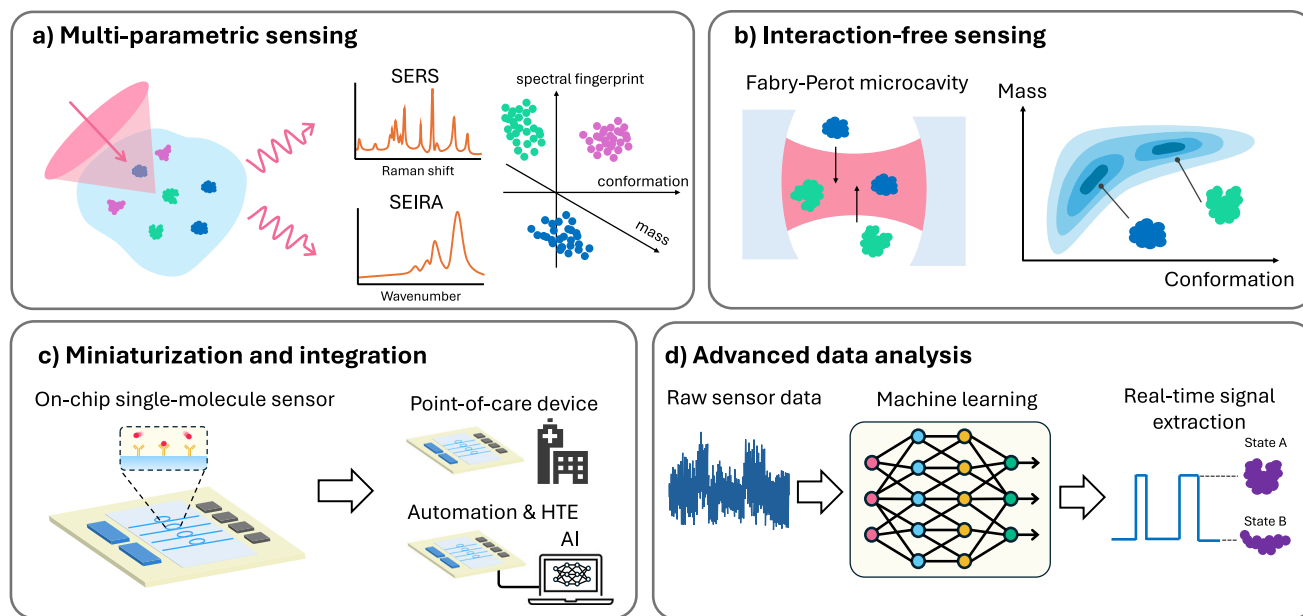 a) Multi-parametric sensing
SERS
Raman shift
SEIRA
Wavenumber
spectral fingerprint
conformation
mass
b) Interaction-free sensing
Fabry-Perot microcavity
Mass
Conformation
c) Miniaturization and integration
On-chip single-molecule sensor
Point-of-care device
Automation & HTE
AI
d) Advanced data analysis
Raw sensor data
Machine learning
Real-time signal
extraction
State A
State B